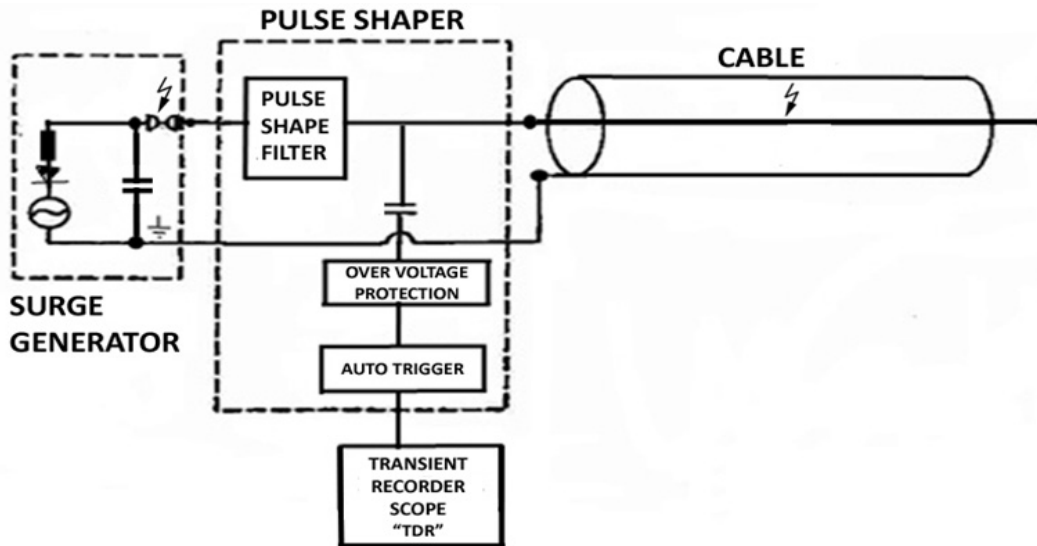 PULSE SHAPER
PULSE
SHAPE
FILTER
CABLE
OVER VOLTAGE
PROTECTION
SURGE
GENERATOR
AUTO TRIGGER
TRANSIENT
RECORDER
SCOPE
“TDR”